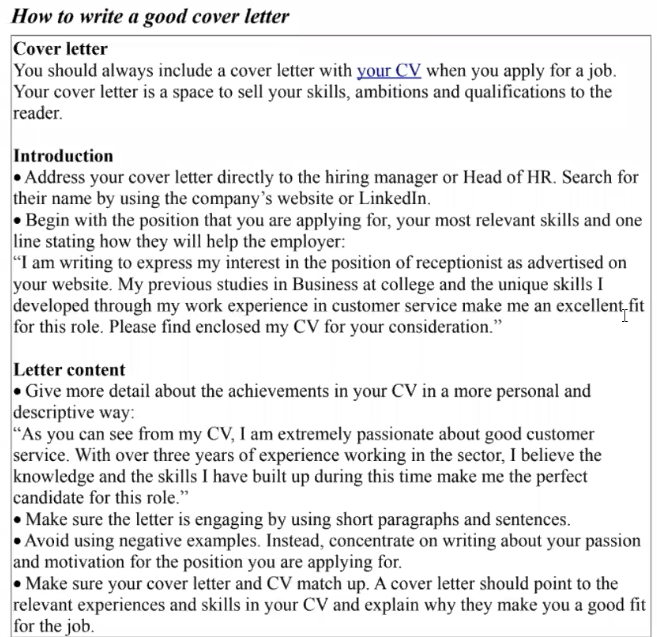 How to write a good cover letter
Cover letter
You should always include a cover letter with your CV when you apply for a job.
Your cover letter is a space to sell your skills, ambitions and qualifications to the
reader.
Introduction
• Address your cover letter directly to the hiring manager or Head of HR. Search for
their name by using the company’s website or LinkedIn.
• Begin with the position that you are applying for, your most relevant skills and one
line stating how they will help the employer:
“I am writing to express my interest in the position of receptionist as advertised on
your website. My previous studies in Business at college and the unique skills I
developed through my work experience in customer service make me an excellent fit
for this role. Please find enclosed my CV for your consideration.”
Letter content
• Give more detail about the achievements in your CV in a more personal and
descriptive way:
“As you can see from my CV, I am extremely passionate about good customer
service. With over three years of experience working in the sector, I believe the
knowledge and the skills I have built up during this time make me the perfect
candidate for this role.”
• Make sure the letter is engaging by using short paragraphs and sentences.
• Avoid using negative examples. Instead, concentrate on writing about your passion
and motivation for the position you are applying for.
• Make sure your cover letter and CV match up. A cover letter should point to the
relevant experiences and skills in your CV and explain why they make you a good fit
for the job.